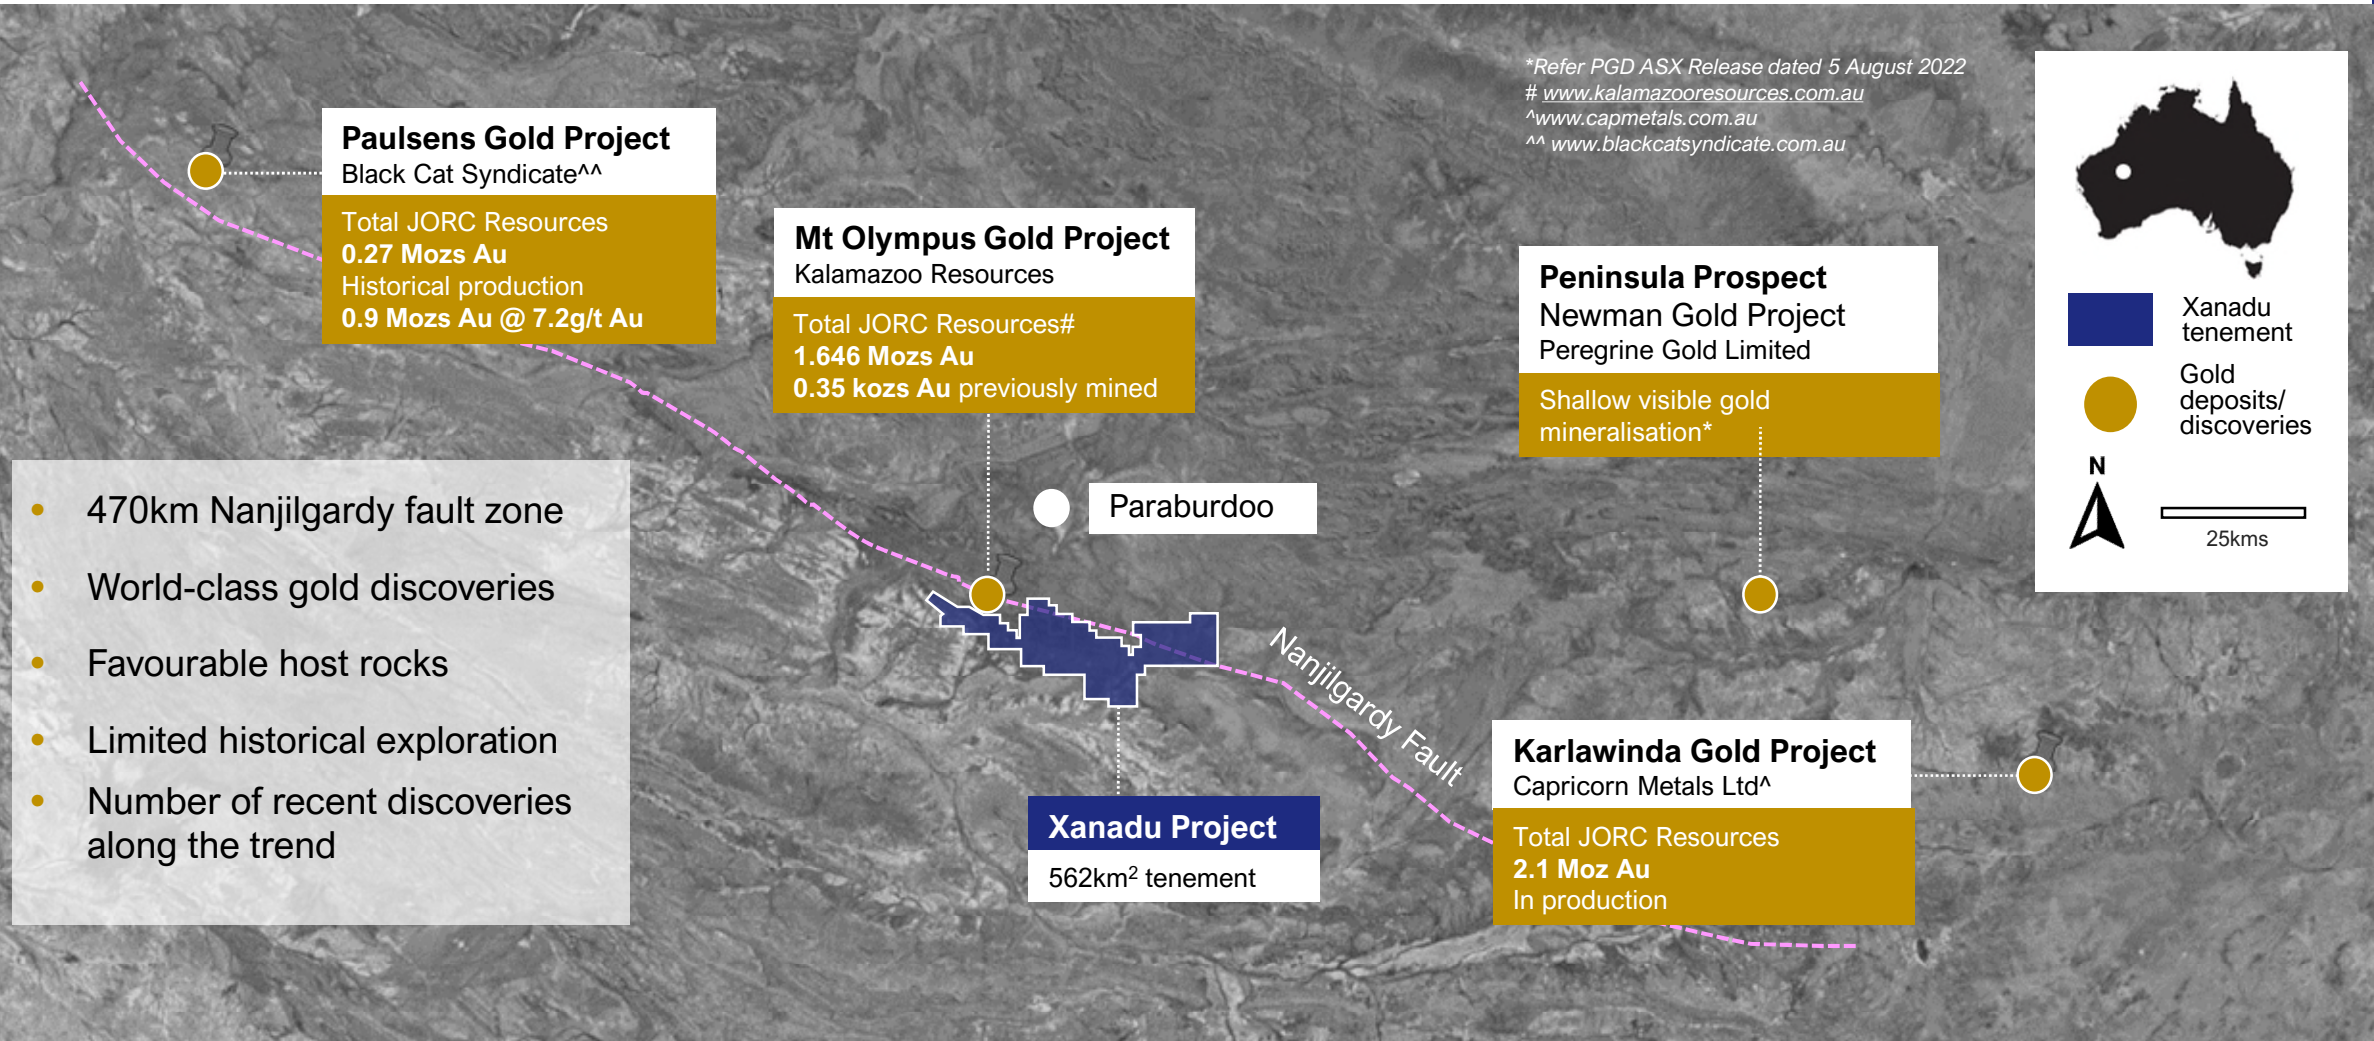 *Refer PGD ASX Release dated 5 August 2022
# www.kalamazooresources.com.au
^www.capmetals.com.au
^^ www.blackcatsyndicate.com.au
Paulsens Gold Project
Black Cat Syndicate^^
Total JORC Resources
0.27 Mozs Au
Historical production
0.9 Mozs Au @ 7.2g/t Au
Mt Olympus Gold Project
Kalamazoo Resources
Total JORC Resources#
1.646 Mozs Au
0.35 kozs Au previously mined
Peninsula Prospect
Newman Gold Project
Peregrine Gold Limited
Shallow visible gold
mineralisation*
Xanadu
tenement
Gold
deposits/
discoveries
N
25kms
• 470km Nanjilgardy fault zone
• World-class gold discoveries
• Favourable host rocks
• Limited historical exploration
• Number of recent discoveries
along the trend
Paraburdoo
Nanjilgardy Fault
Xanadu Project
562km² tenement
Karlawinda Gold Project
Capricorn Metals Ltd^
Total JORC Resources
2.1 Moz Au
In production